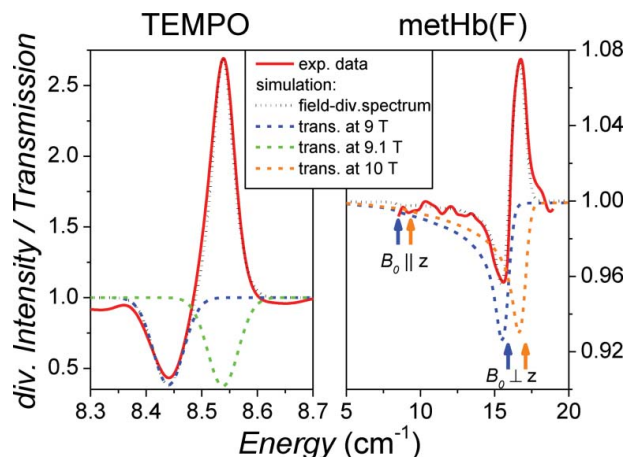 TEMPO
metHb(F)
div. Intensity / Transmission
2.5
2.0
1.5
1.0
0.5
8.3
8.4
8.5
8.6
8.7
exp. data
simulation:
field-div.spectrum
trans. at 9 T
trans. at 9.1 T
trans. at 10 T
B₀ || z
B₀ ⊥ z
1.08
1.04
1.00
0.96
0.92
5
10
15
20
Energy (cm⁻¹)